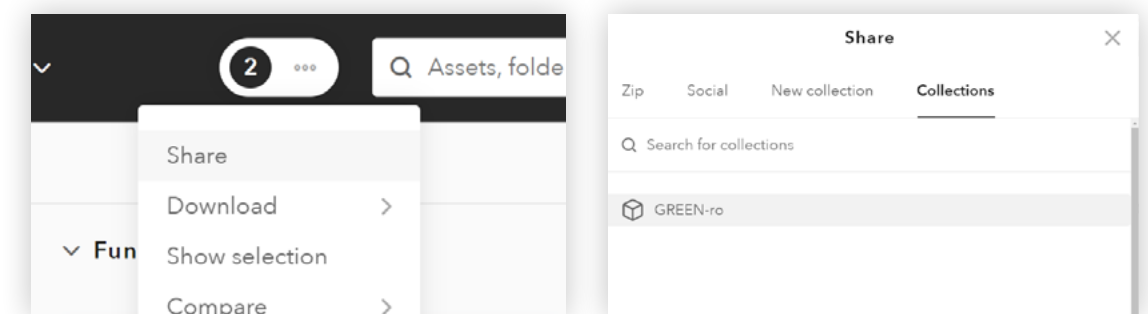 2
Assets, folde
Share
Download
Fun
Show selection
Compare
Share
Zip Social New collection Collections
Search for collections
GREEN-ro